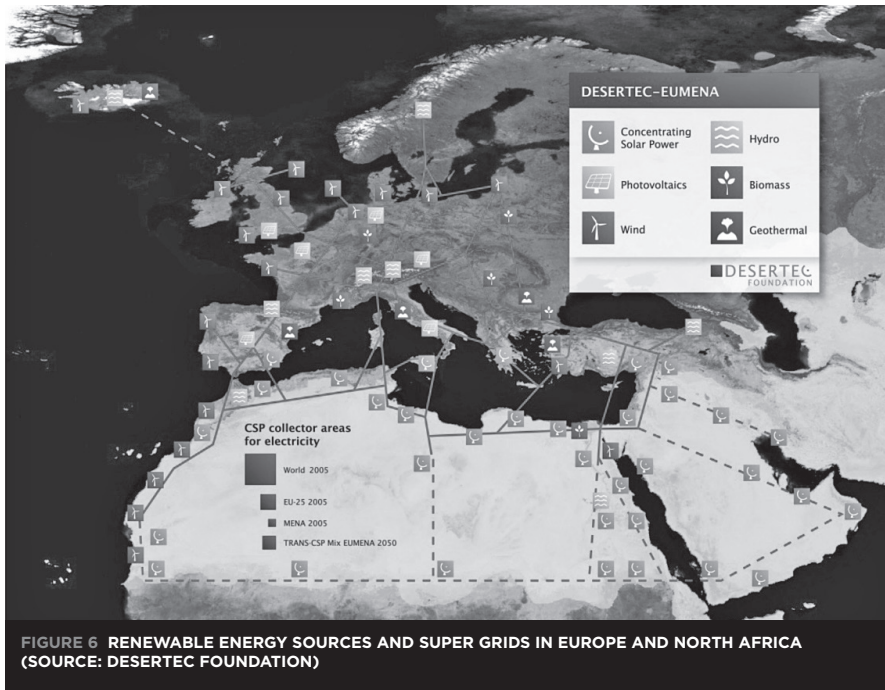 DESERTEC–EUMENA
Concentrating
Solar Power
Hydro
Photovoltaics
Biomass
Wind
Geothermal
DESERTEC
FOUNDATION
CSP collector areas
for electricity
World 2005
EU-25 2005
MENA 2005
TRANS-CSP Mix EUMENA 2050
FIGURE 6 RENEWABLE ENERGY SOURCES AND SUPER GRIDS IN EUROPE AND NORTH AFRICA
(SOURCE: DESERTEC FOUNDATION)